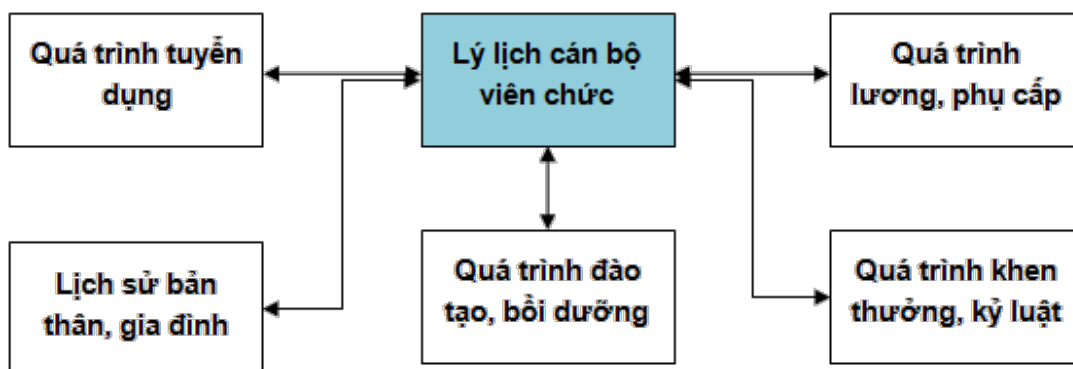 Quá trình tuyển
dụng
Lý lịch cán bộ
viên chức
Quá trình
lương, phụ cấp
Lịch sử bản
thân, gia đình
Quá trình đào
tạo, bồi dưỡng
Quá trình khen
thưởng, kỷ luật